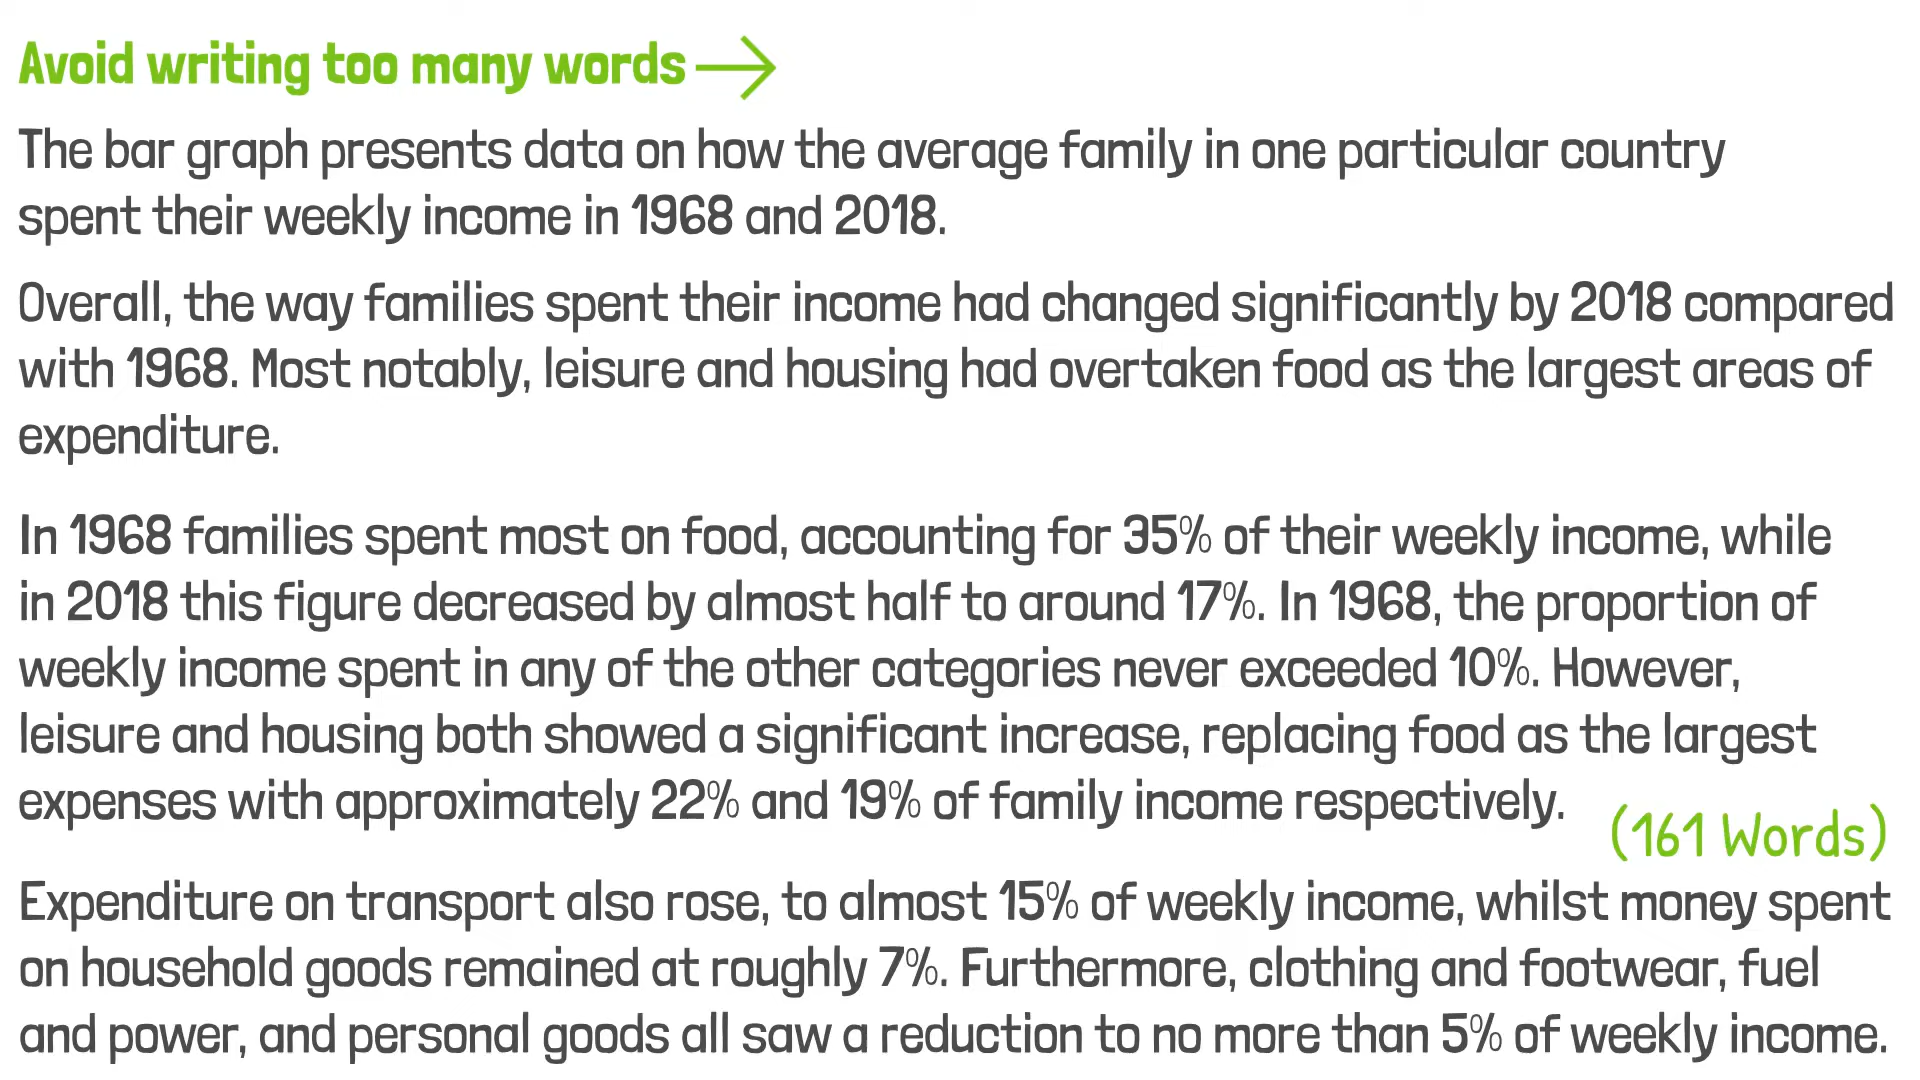 Avoid writing too many words
The bar graph presents data on how the average family in one particular country
spent their weekly income in 1968 and 2018.
Overall, the way families spent their income had changed significantly by 2018 compared
with 1968. Most notably, leisure and housing had overtaken food as the largest areas of
expenditure.
In 1968 families spent most on food, accounting for 35% of their weekly income, while
in 2018 this figure decreased by almost half to around 17%. In 1968, the proportion of
weekly income spent in any of the other categories never exceeded 10%. However,
leisure and housing both showed a significant increase, replacing food as the largest
expenses with approximately 22% and 19% of family income respectively.
(161 Words)
Expenditure on transport also rose, to almost 15% of weekly income, whilst money spent
on household goods remained at roughly 7%. Furthermore, clothing and footwear, fuel
and power, and personal goods all saw a reduction to no more than 5% of weekly income.